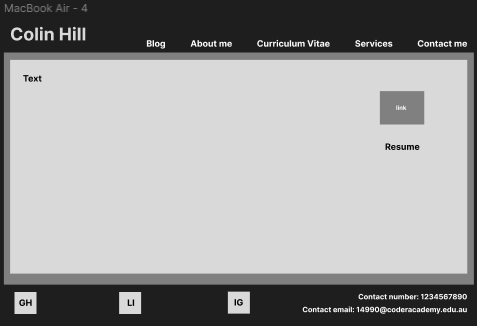 MacBook Air - 4
Colin Hill
Blog About me Curriculum Vitae Services Contact me
Text
link
Resume
GH LI IG
Contact number: 1234567890
Contact email: 14990@coderacademy.edu.au